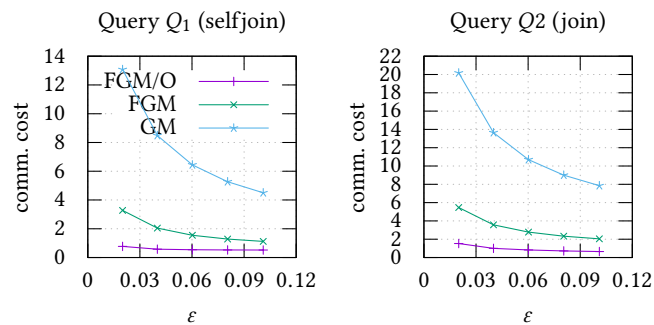 Query Q1 (selfjoin)
14
12
10
8
6
4
2
0
comm. cost
FGM/O
FGM
GM
0 0.03 0.06 0.09 0.12
ε
Query Q2 (join)
22
20
18
16
14
12
10
8
6
4
2
0
comm. cost
0 0.03 0.06 0.09 0.12
ε